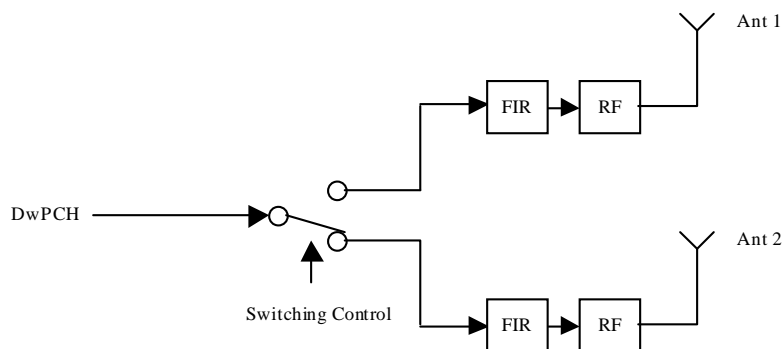 Ant 1
FIR
RF
DwPCH
Ant 2
Switching Control
FIR
RF